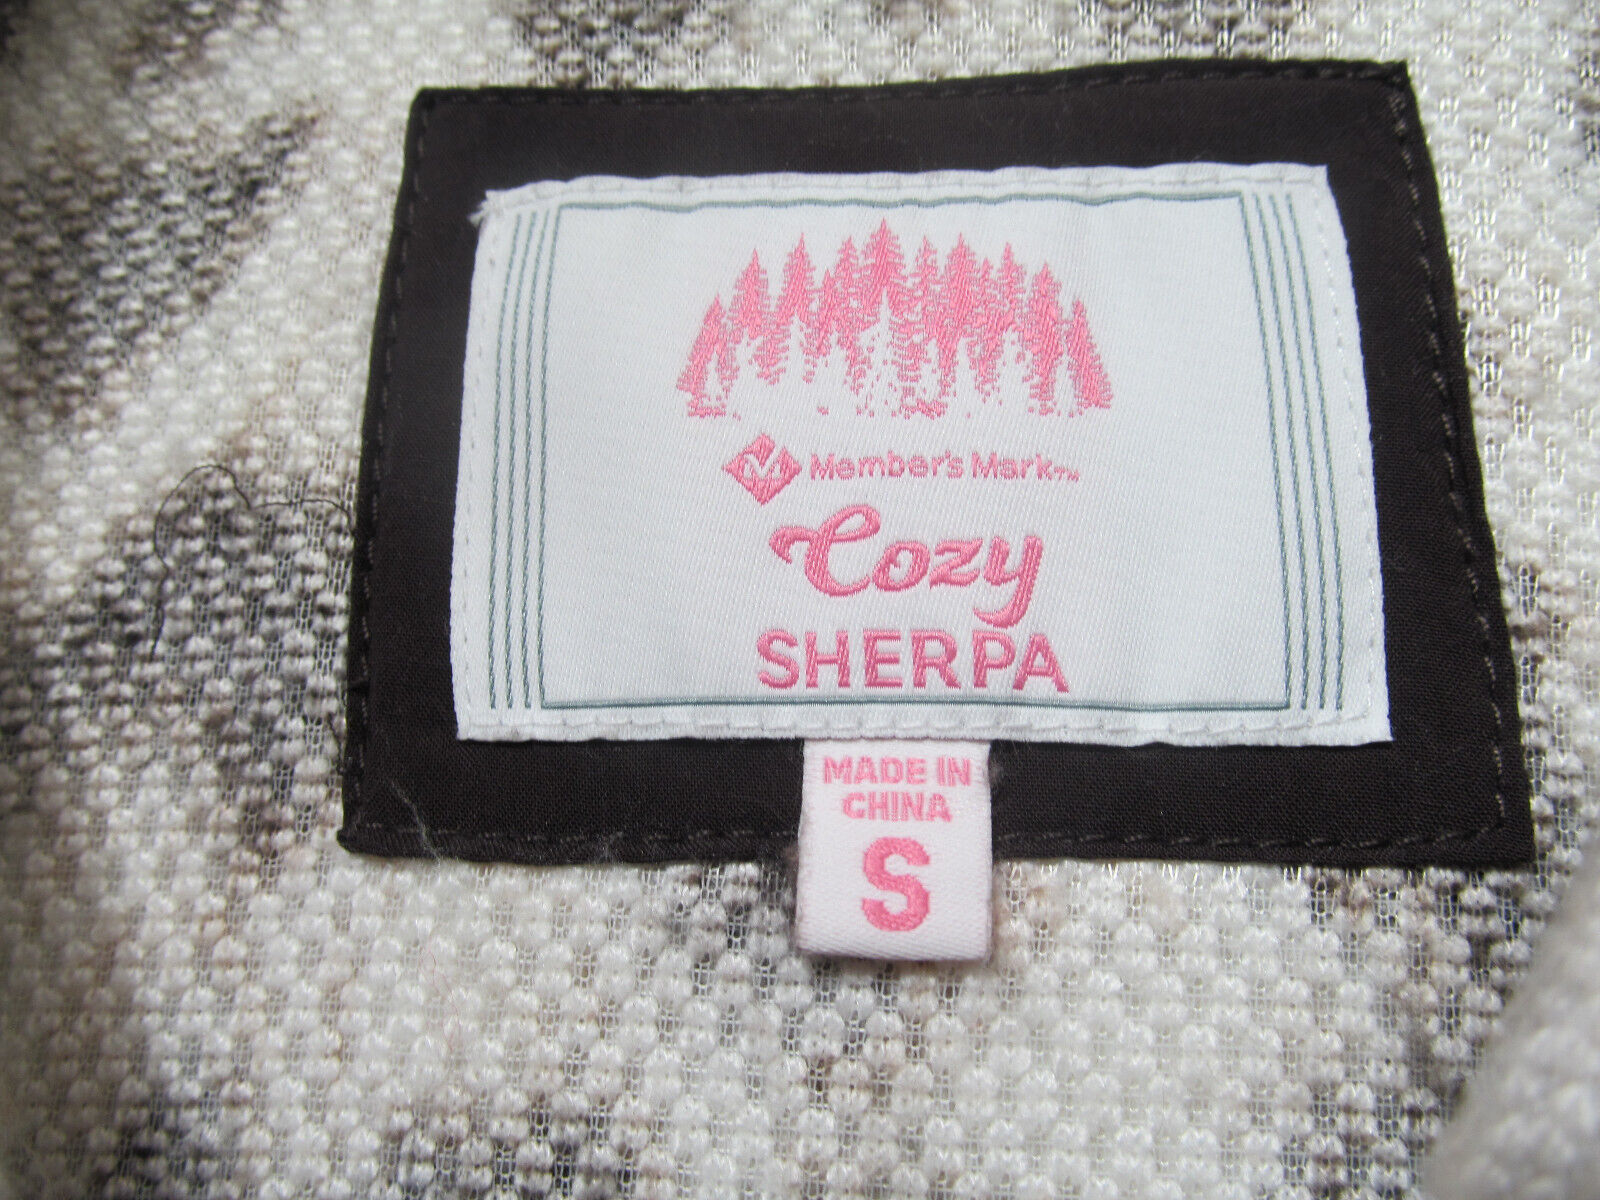 Member's Mark™
Cozy
SHERPA
MADE IN
CHINA
S